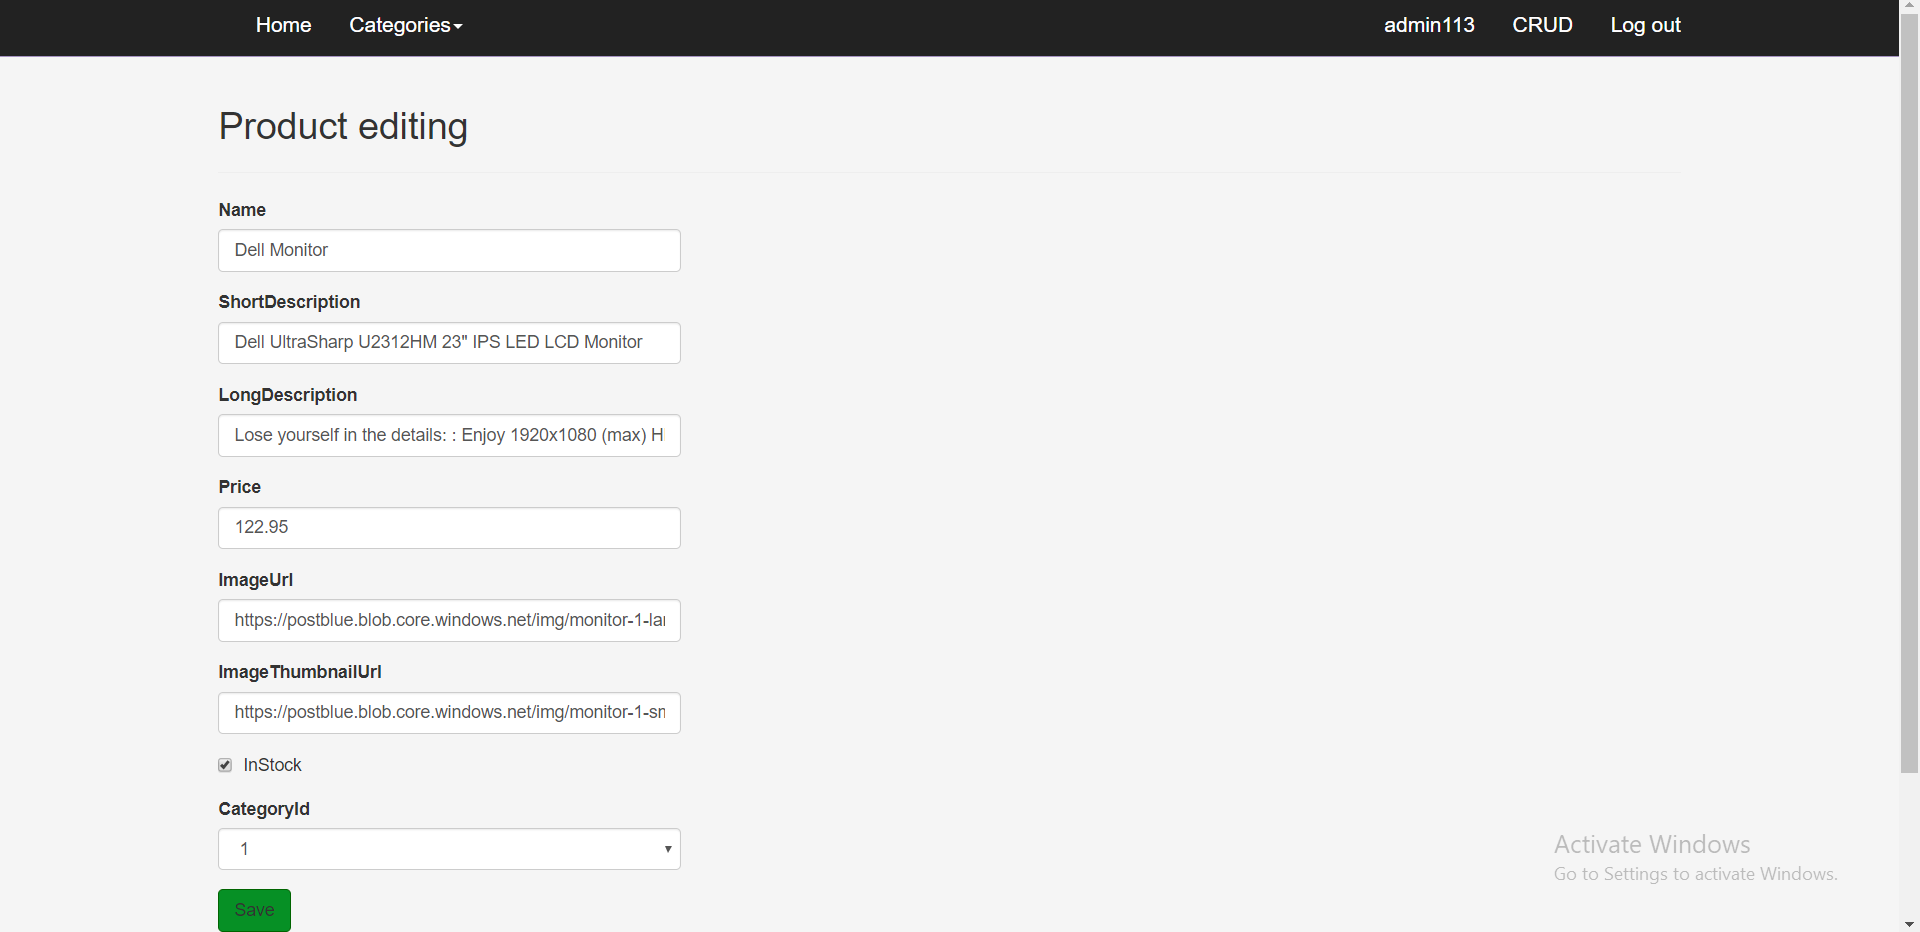 Home Categories admin113 CRUD Log out
Product editing
Name
Dell Monitor
ShortDescription
Dell UltraSharp U2312HM 23" IPS LED LCD Monitor
LongDescription
Lose yourself in the details: : Enjoy 1920x1080 (max) H
Price
122.95
ImageUrl
https://postblue.blob.core.windows.net/img/monitor-1-lar
ImageThumbnailUrl
https://postblue.blob.core.windows.net/img/monitor-1-sm
InStock
CategoryId
1
Save
Activate Windows
Go to Settings to activate Windows.